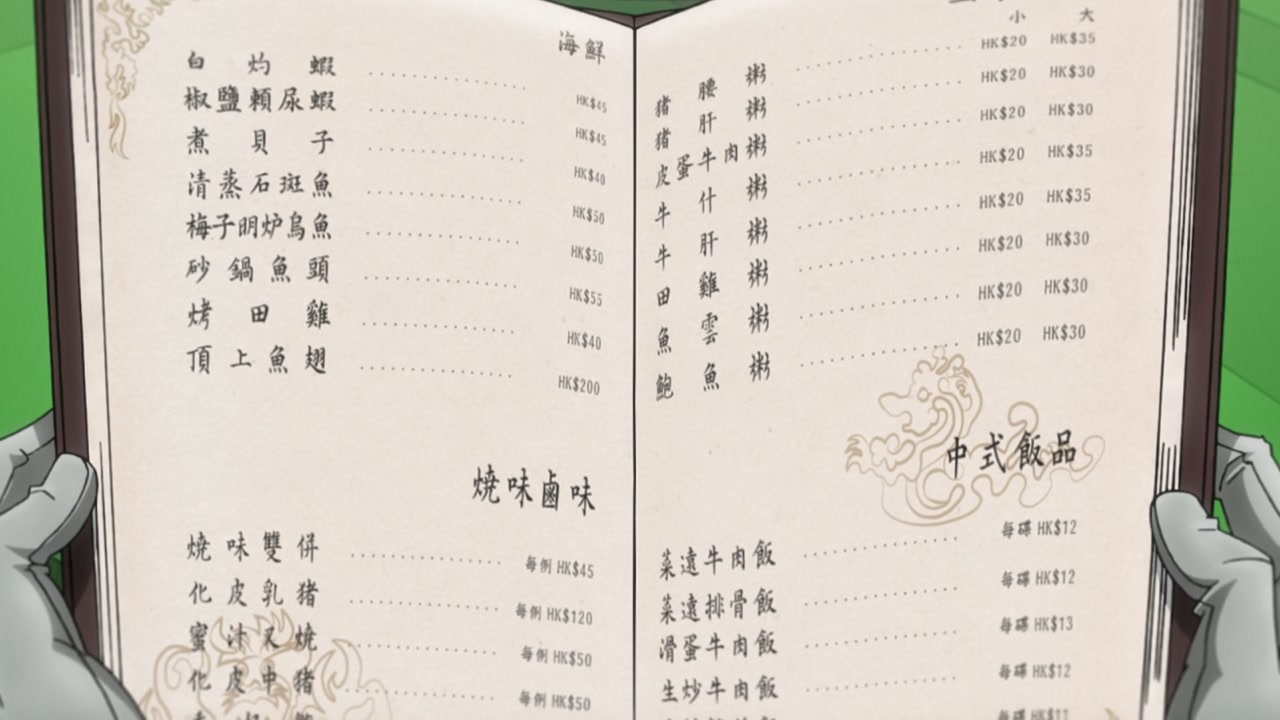 海鮮
白灼蝦 HK$45
椒鹽賴尿蝦 HK$45
煮貝子 HK$40
清蒸石斑魚 HK$50
梅子明炉烏魚 HK$50
砂鍋魚頭 HK$55
烤田雞 HK$40
頂上魚翅 HK$200
燒味鹵味
燒味雙併 每例 HK$45
化皮乳猪 每例 HK$120
蜜汁叉燒 每例 HK$50
化皮中猪 每例 HK$50
小 大
猪腰粥 HK$20 HK$35
猪肝粥 HK$20 HK$30
皮蛋牛肉粥 HK$20 HK$30
牛什粥 HK$20 HK$35
牛肝粥 HK$20 HK$35
田雞粥 HK$20 HK$30
魚雲粥 HK$20 HK$30
鮑魚粥 HK$20 HK$30
中式飯品
菜遠牛肉飯 每碟 HK$12
菜遠排骨飯 每碟 HK$12
滑蛋牛肉飯 每碟 HK$13
生炒牛肉飯 每碟 HK$12
每碟 HK$11